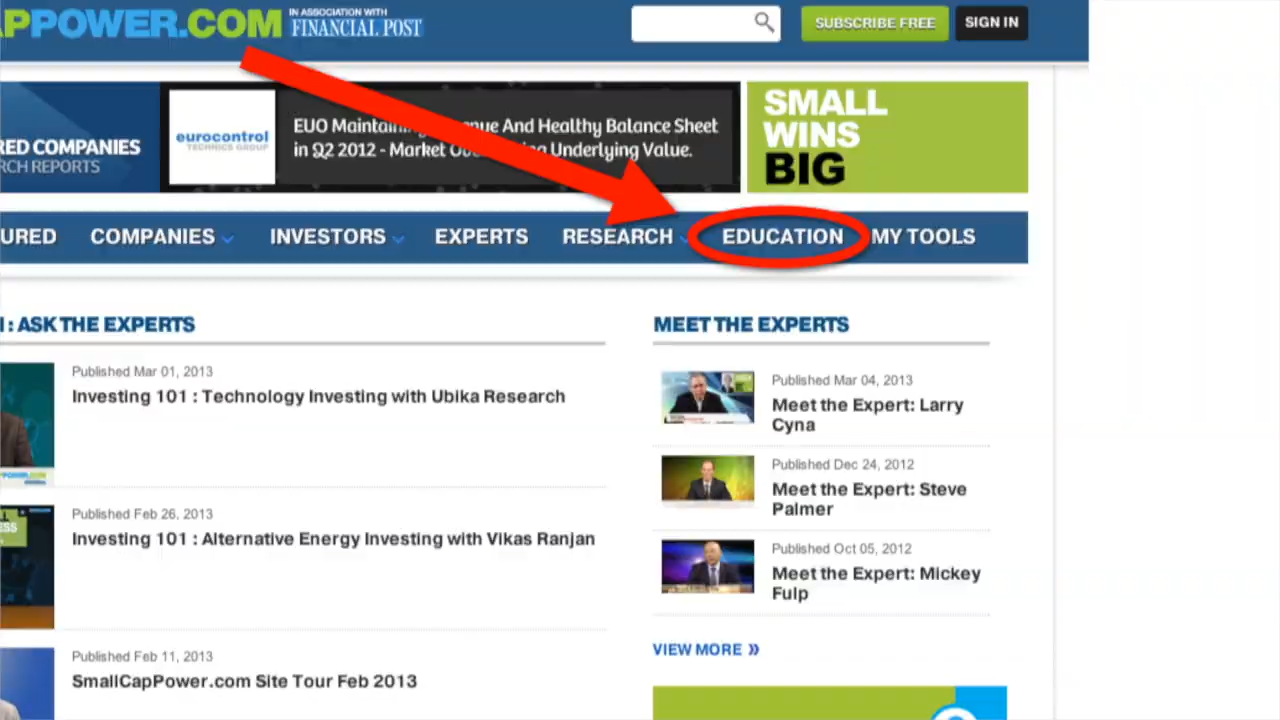 APPOWER.COM
IN ASSOCIATION WITH
FINANCIAL POST
SUBSCRIBE FREE
SIGN IN
RED COMPANIES
RCH REPORTS
eurocontrol
TECHNICS GROUP
EUO Maintaining And Healthy Balance Sheet
in Q2 2012 - Market Underlying Value.
SMALL
WINS
BIG
URED
COMPANIES
INVESTORS
EXPERTS
RESEARCH
EDUCATION
MY TOOLS
: ASK THE EXPERTS
Published Mar 01, 2013
Investing 101 : Technology Investing with Ubika Research
Published Feb 26, 2013
Investing 101 : Alternative Energy Investing with Vikas Ranjan
Published Feb 11, 2013
SmallCapPower.com Site Tour Feb 2013
MEET THE EXPERTS
Published Mar 04, 2013
Meet the Expert: Larry
Cyna
Published Dec 24, 2012
Meet the Expert: Steve
Palmer
Published Oct 05, 2012
Meet the Expert: Mickey
Fulp
VIEW MORE »